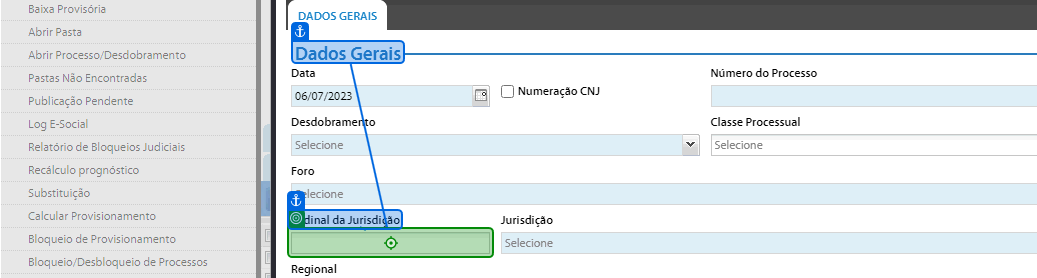 Baixa Provisória
Abrir Pasta
Abrir Processo/Desdobramento
Pastas Não Encontradas
Publicação Pendente
Log E-Social
Relatório de Bloqueios Judiciais
Recálculo prognóstico
Substituição
Calcular Provisionamento
Bloqueio de Provisionamento
Bloqueio/Desbloqueio de Processos
DADOS GERAIS
Dados Gerais
Data
Número do Processo
06/07/2023
Numeração CNJ
Desdobramento
Classe Processual
Selecione
Selecione
Foro
Selecione
dinal da Jurisdição
Jurisdição
Selecione
Regional